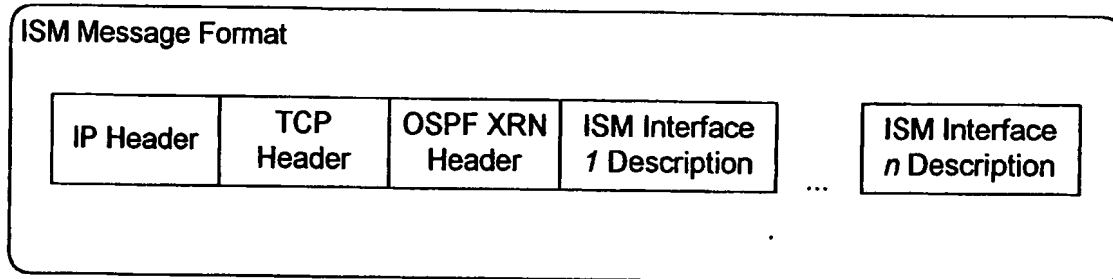 ISM Message Format
IP Header
TCP
Header
OSPF XRN
Header
ISM Interface
1 Description
...
ISM Interface
n Description